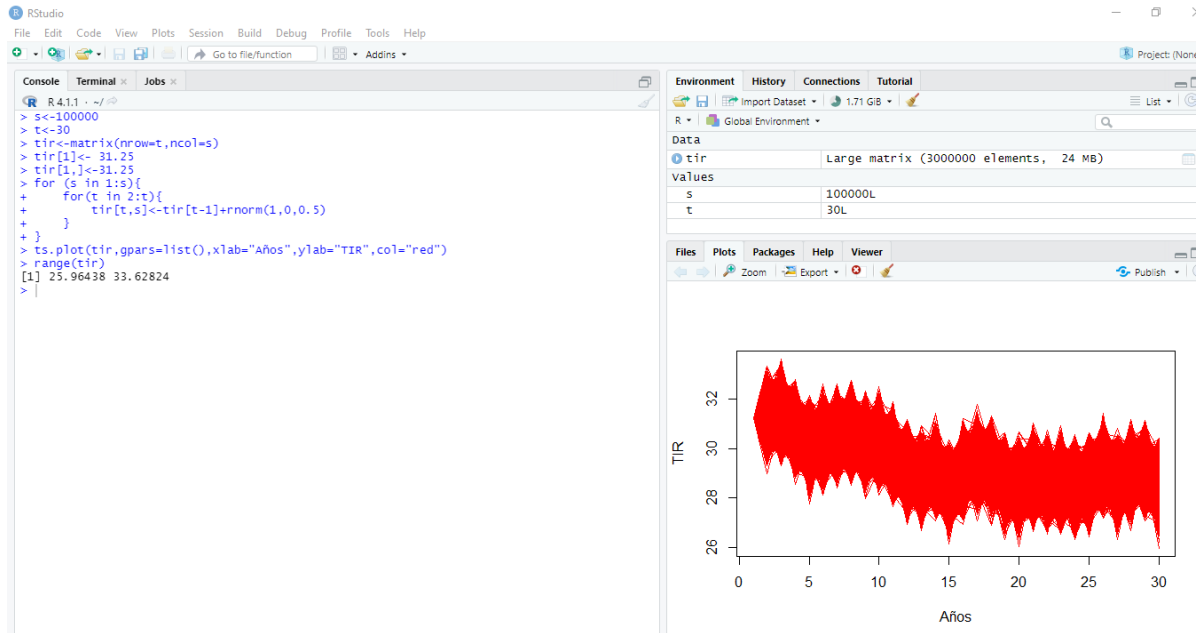 RStudio
File Edit Code View Plots Session Build Debug Profile Tools Help
Go to file/function Addins
Project: (None
Console Terminal Jobs
R 4.1.1 · ~/
> s<-100000
> t<-30
> tir<-matrix(nrow=t,ncol=s)
> tir[1]<- 31.25
> tir[1,]<-31.25
> for (s in 1:s){
+     for(t in 2:t){
+         tir[t,s]<-tir[t-1]+rnorm(1,0,0.5)
+     }
+ }
> ts.plot(tir,gpars=list(),xlab="Años",ylab="TIR",col="red")
> range(tir)
[1] 25.96438 33.62824
>
Environment History Connections Tutorial
Import Dataset 1.71 GiB List
R Global Environment
Data
tir Large matrix (3000000 elements, 24 MB)
Values
s 100000L
t 30L
Files Plots Packages Help Viewer
Zoom Export Publish
TIR
32
30
28
26
0 5 10 15 20 25 30
Años